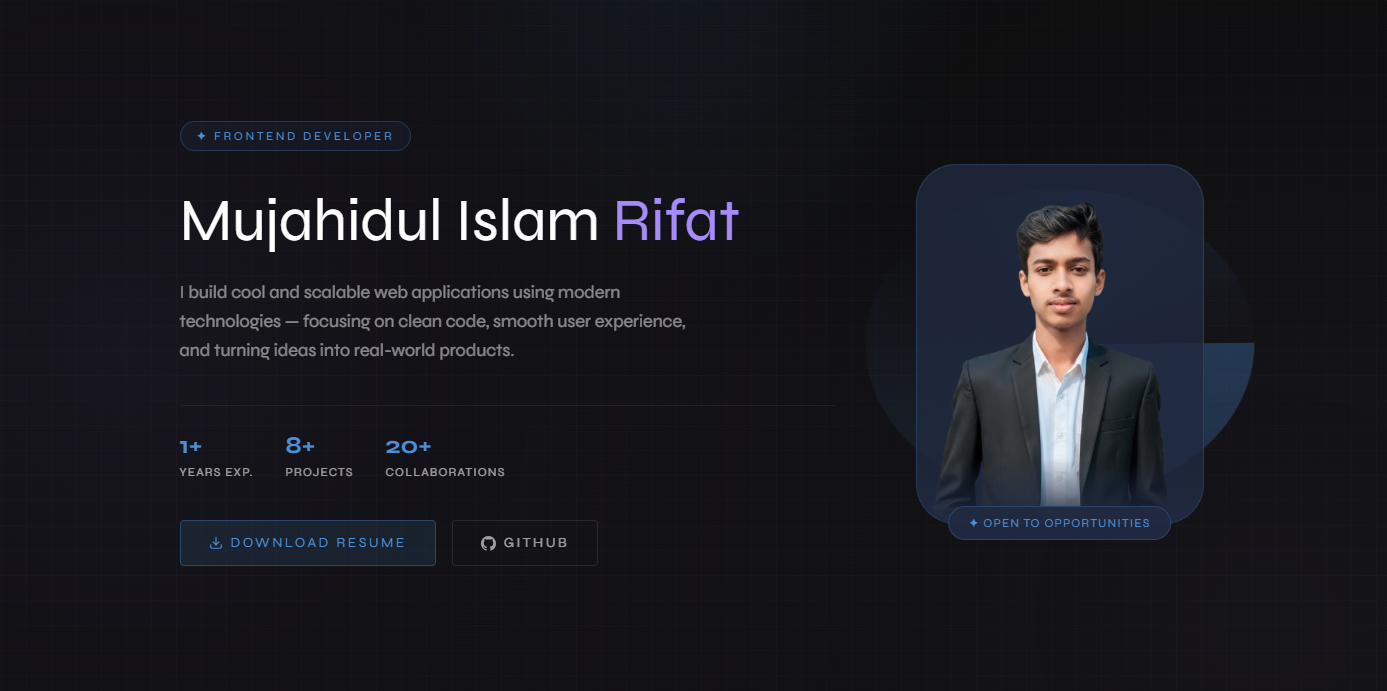 ✦ FRONTEND DEVELOPER
Mujahidul Islam Rifat
I build cool and scalable web applications using modern
technologies — focusing on clean code, smooth user experience,
and turning ideas into real-world products.
1+
YEARS EXP.
8+
PROJECTS
20+
COLLABORATIONS
DOWNLOAD RESUME
GITHUB
✦ OPEN TO OPPORTUNITIES